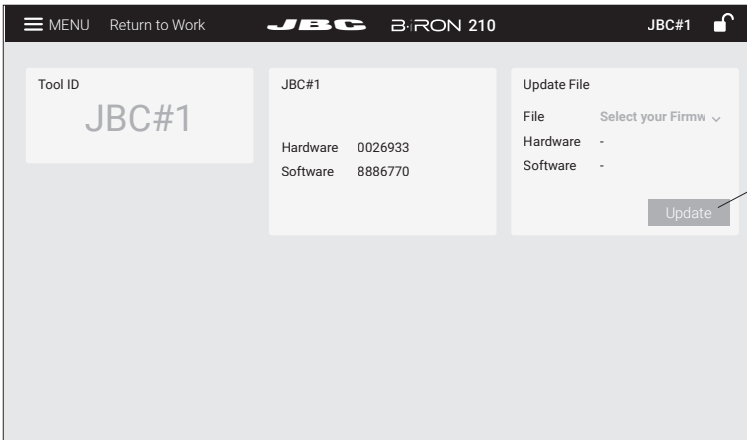 MENU Return to Work JBC B·iRON 210 JBC#1
Tool ID
JBC#1
JBC#1
Hardware 0026933
Software 8886770
Update File
File Select your Firmw
Hardware -
Software -
Update